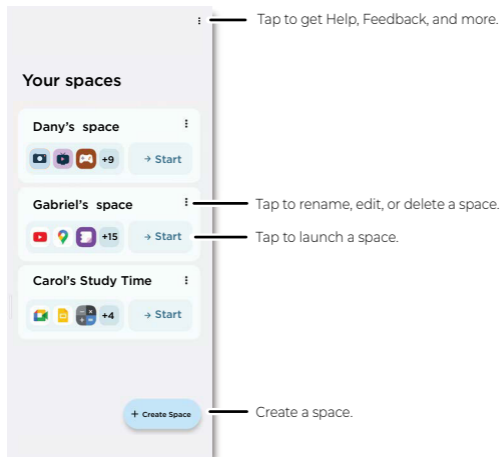 Tap to get Help, Feedback, and more.
Your spaces
Dany's space
+9
→ Start
Gabriel's space
Tap to rename, edit, or delete a space.
+15
→ Start
Tap to launch a space.
Carol's Study Time
+4
→ Start
+ Create Space
Create a space.